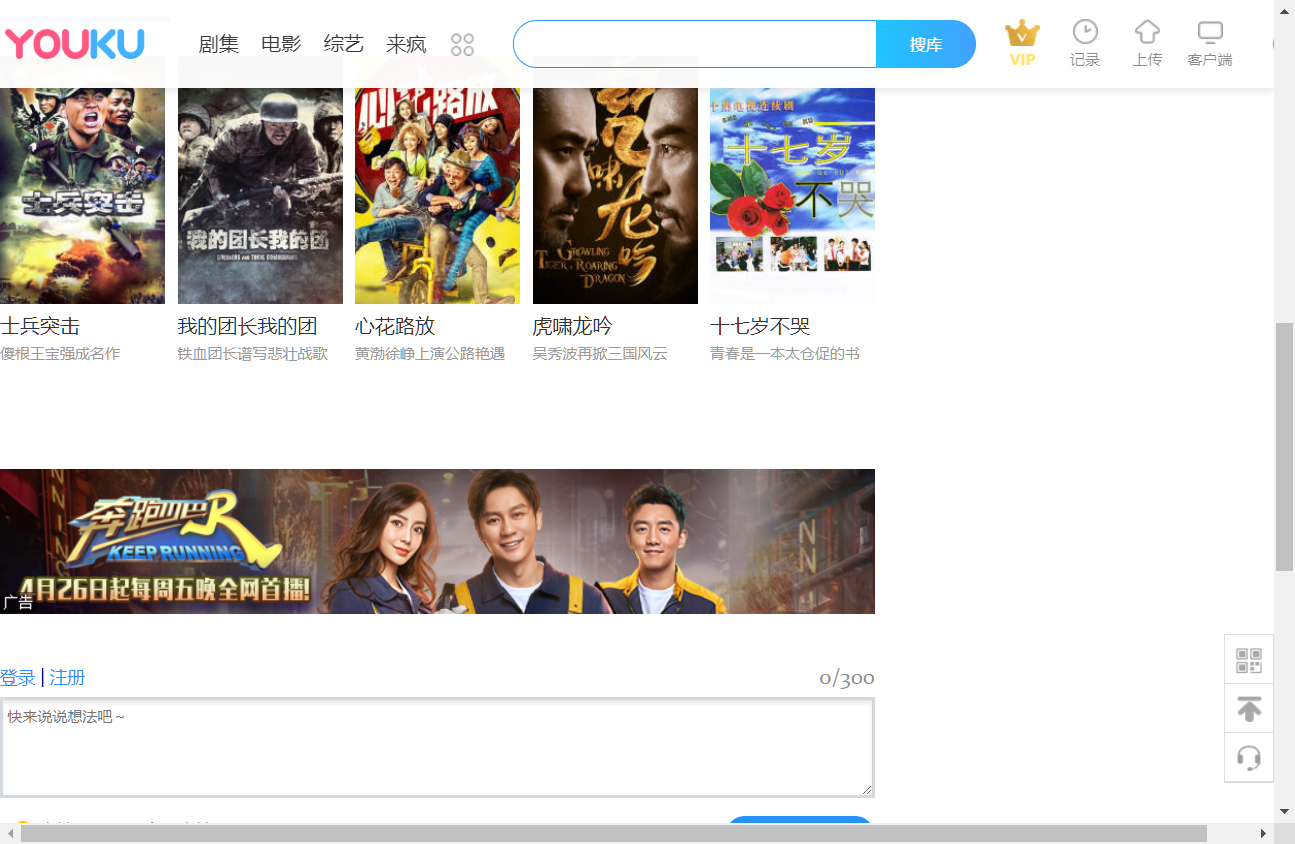 YOUKU 剧集 电影 综艺 来疯 搜库 VIP 记录 上传 客户端
士兵突击
我的团长我的团
SOLDIERS AND THEIR COMMANDER
心花路放
虎啸龙吟
GROWLING
TIGER, ROARING
DRAGON
十七岁
不哭
士兵突击 我的团长我的团 心花路放 虎啸龙吟 十七岁不哭
傻根王宝强成名作 铁血团长谱写悲壮战歌 黄渤徐峥上演公路艳遇 吴秀波再掀三国风云 青春是一本太仓促的书
奔跑吧R
KEEP RUNNING
4月26日起每周五晚全网首播!
广告
登录 | 注册 0/300
快来说说想法吧~